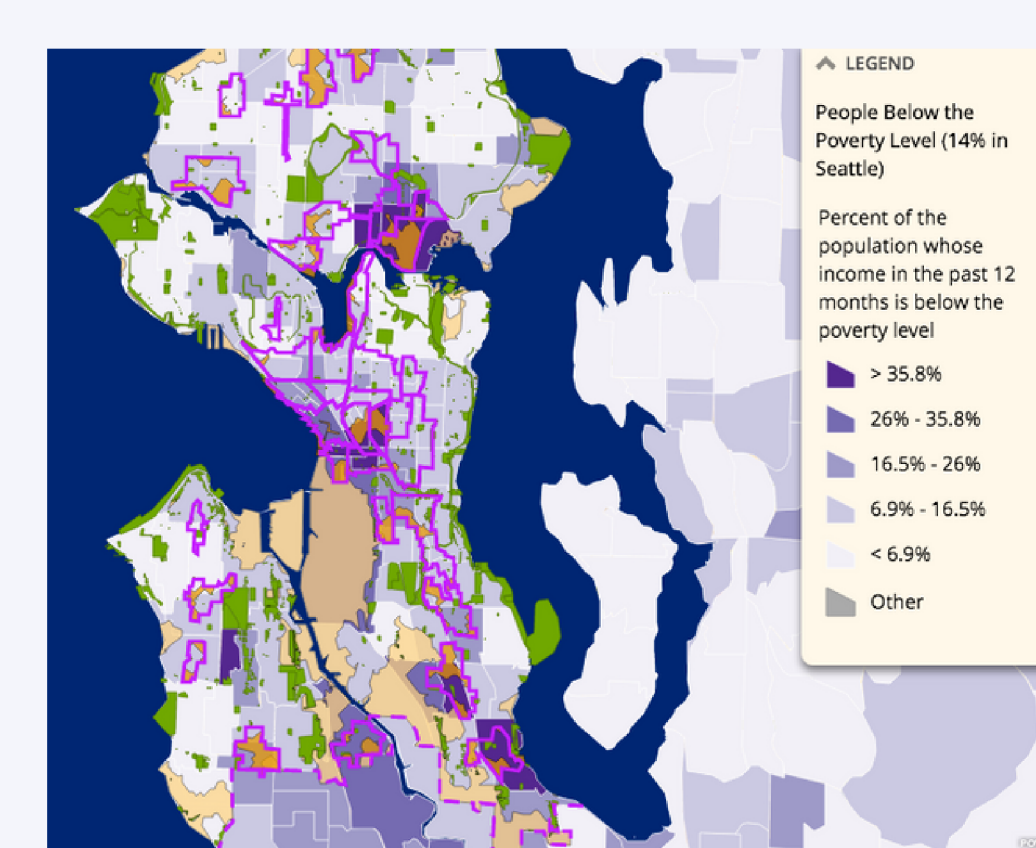 LEGEND
People Below the
Poverty Level (14% in
Seattle)
Percent of the
population whose
income in the past 12
months is below the
poverty level
> 35.8%
26% - 35.8%
16.5% - 26%
6.9% - 16.5%
< 6.9%
Other